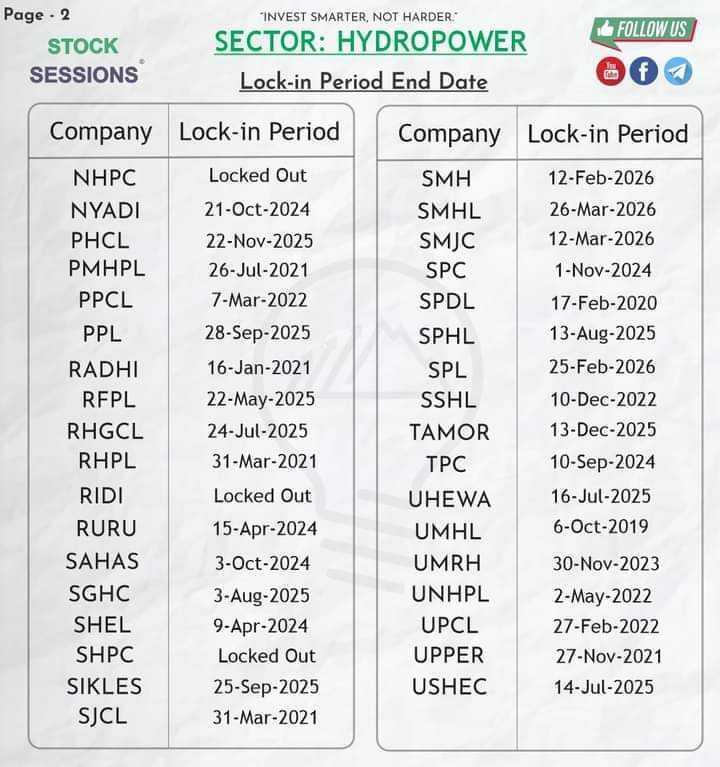 Page - 2
"INVEST SMARTER, NOT HARDER."
STOCK
SESSIONS
SECTOR: HYDROPOWER
Lock-in Period End Date
FOLLOW US
You
Tube
Company Lock-in Period
NHPC Locked Out
NYADI 21-Oct-2024
PHCL 22-Nov-2025
PMHPL 26-Jul-2021
PPCL 7-Mar-2022
PPL 28-Sep-2025
RADHI 16-Jan-2021
RFPL 22-May-2025
RHGCL 24-Jul-2025
RHPL 31-Mar-2021
RIDI Locked Out
RURU 15-Apr-2024
SAHAS 3-Oct-2024
SGHC 3-Aug-2025
SHEL 9-Apr-2024
SHPC Locked Out
SIKLES 25-Sep-2025
SJCL 31-Mar-2021
Company Lock-in Period
SMH 12-Feb-2026
SMHL 26-Mar-2026
SMJC 12-Mar-2026
SPC 1-Nov-2024
SPDL 17-Feb-2020
SPHL 13-Aug-2025
SPL 25-Feb-2026
SSHL 10-Dec-2022
TAMOR 13-Dec-2025
TPC 10-Sep-2024
UHEWA 16-Jul-2025
UMHL 6-Oct-2019
UMRH 30-Nov-2023
UNHPL 2-May-2022
UPCL 27-Feb-2022
UPPER 27-Nov-2021
USHEC 14-Jul-2025